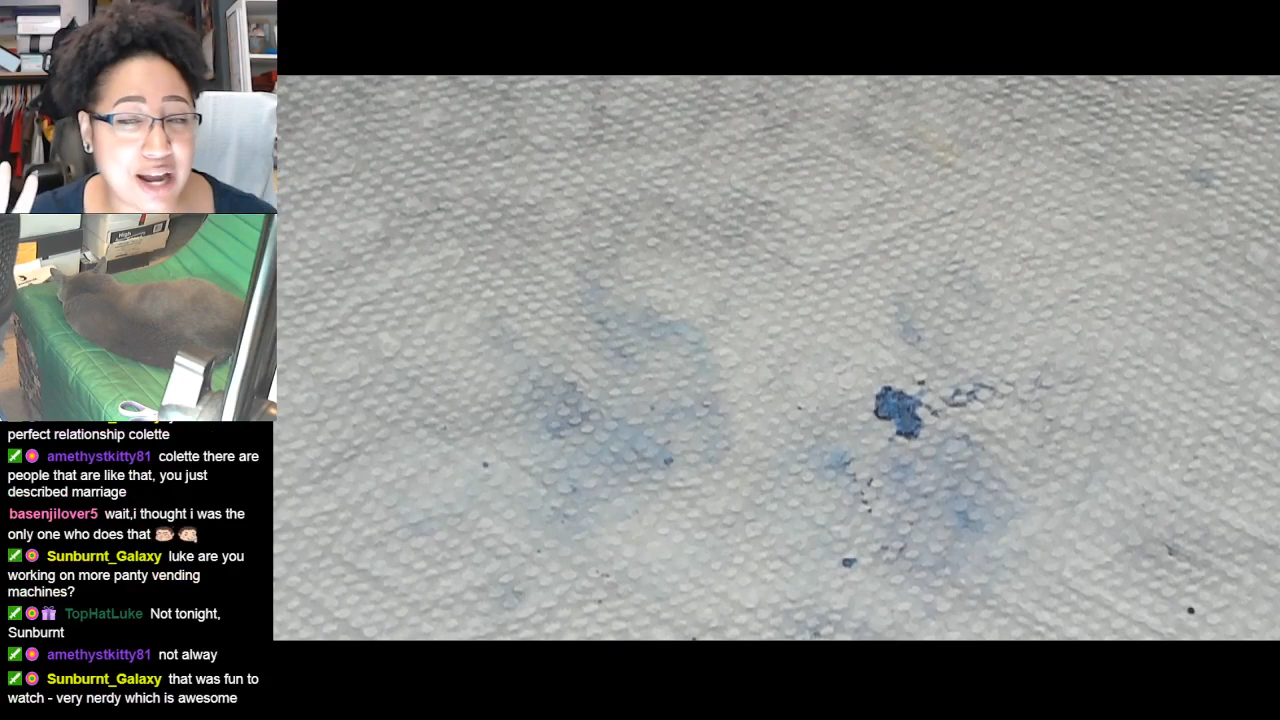 perfect relationship colette
amethystkitty81 colette there are
people that are like that, you just
described marriage
basenjilover5 wait,i thought i was the
only one who does that
Sunburnt_Galaxy luke are you
working on more panty vending
machines?
TopHatLuke Not tonight,
Sunburnt
amethystkitty81 not alway
Sunburnt_Galaxy that was fun to
watch - very nerdy which is awesome